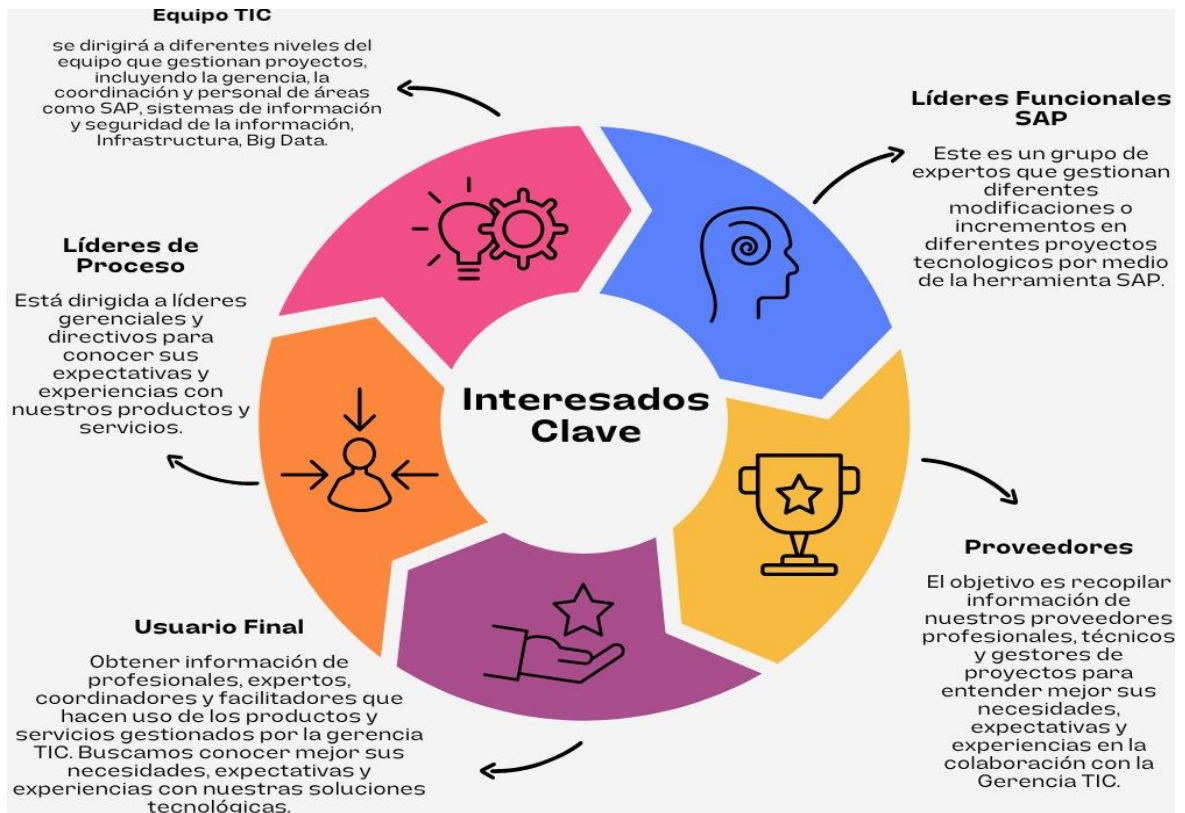 Equipo TIC
se dirigirá a diferentes niveles del
equipo que gestionan proyectos,
incluyendo la gerencia, la
coordinación y personal de áreas
como SAP, sistemas de información
y seguridad de la información,
Infrastructura, Big Data.
Líderes Funcionales
SAP
Este es un grupo de
expertos que gestionan
diferentes
modificaciones o
incrementos en
diferentes proyectos
tecnologicos por medio
de la herramienta SAP.
Líderes de
Proceso
Está dirigida a líderes
gerenciales y
directivos para
conocer sus
expectativas y
experiencias con
nuestros productos y
servicios.
Interesados
Clave
Proveedores
El objetivo es recopilar
información de
nuestros proveedores
profesionales, técnicos
y gestores de
proyectos para
entender mejor sus
necesidades,
expectativas y
experiencias en la
colaboración con la
Gerencia TIC.
Usuario Final
Obtener información de
profesionales, expertos,
coordinadores y facilitadores que
hacen uso de los productos y
servicios gestionados por la gerencia
TIC. Buscamos conocer mejor sus
necesidades, expectativas y
experiencias con nuestras soluciones
tecnológicas.